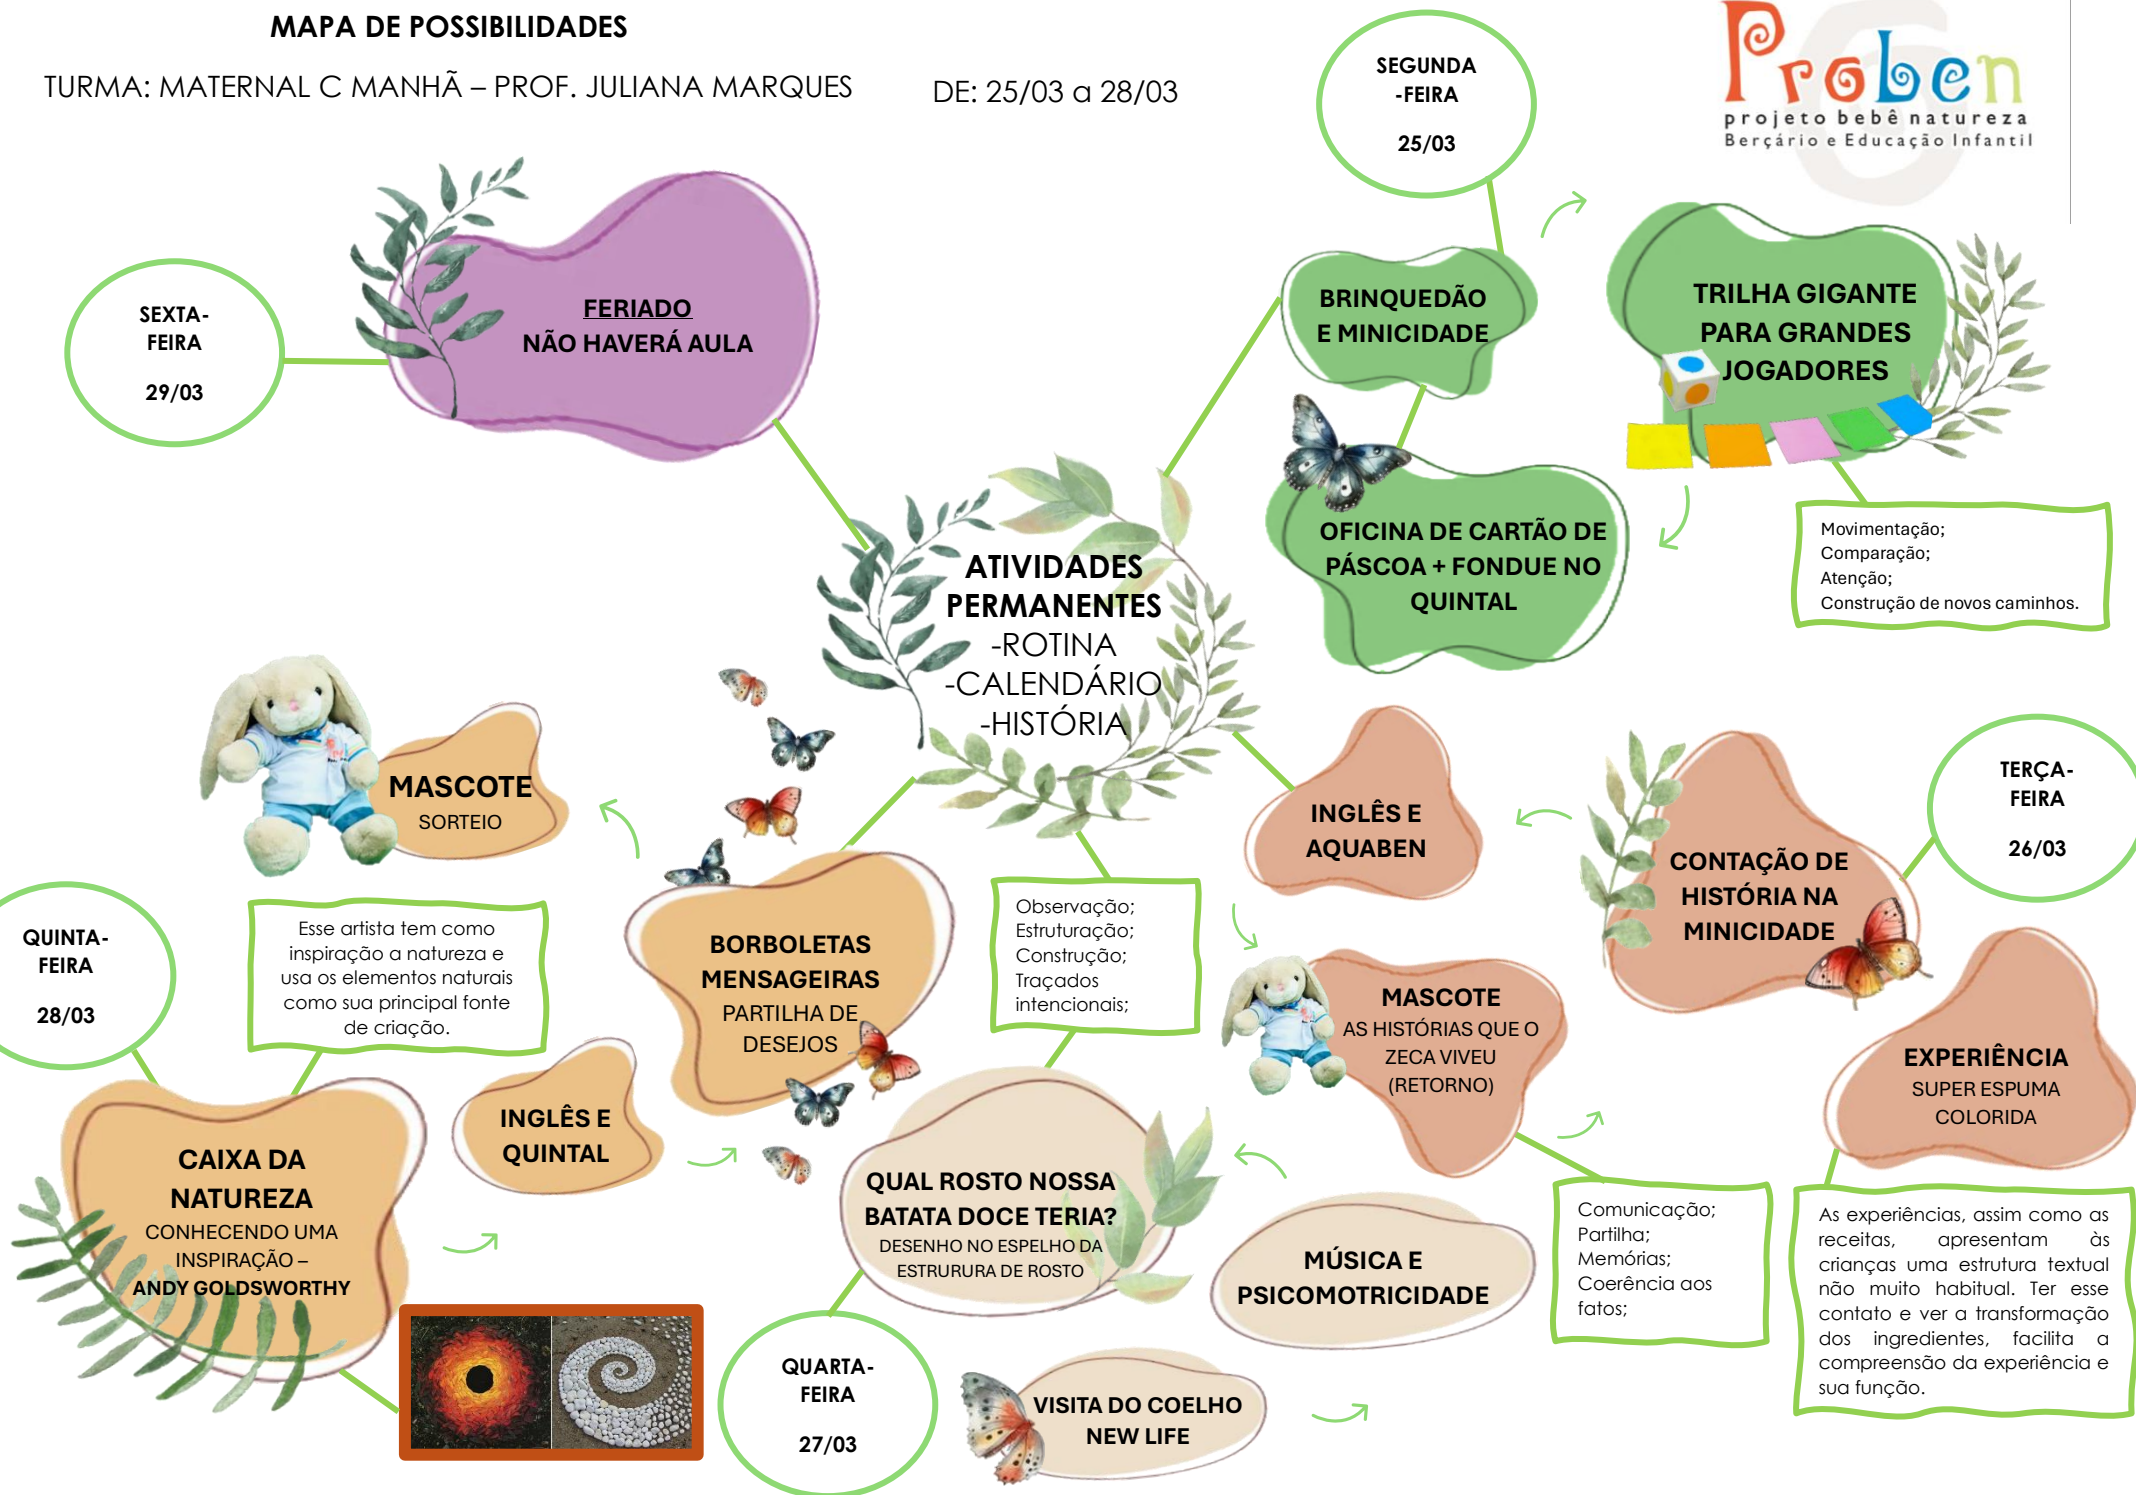 MAPA DE POSSIBILIDADES
TURMA: MATERNAL C MANHÃ – PROF. JULIANA MARQUES
DE: 25/03 a 28/03
Proben
projeto bebê natureza
Berçário e Educação Infantil
SEGUNDA
-FEIRA
25/03
BRINQUEDÃO
E MINICIDADE
TRILHA GIGANTE
PARA GRANDES
JOGADORES
Movimentação;
Comparação;
Atenção;
Construção de novos caminhos.
OFICINA DE CARTÃO DE
PÁSCOA + FONDUE NO
QUINTAL
SEXTA-
FEIRA
29/03
FERIADO
NÃO HAVERÁ AULA
ATIVIDADES
PERMANENTES
-ROTINA
-CALENDÁRIO
-HISTÓRIA
TERÇA-
FEIRA
26/03
CONTAÇÃO DE
HISTÓRIA NA
MINICIDADE
INGLÊS E
AQUABEN
MASCOTE
AS HISTÓRIAS QUE O
ZECA VIVEU
(RETORNO)
Comunicação;
Partilha;
Memórias;
Coerência aos
fatos;
EXPERIÊNCIA
SUPER ESPUMA
COLORIDA
As experiências, assim como as
receitas, apresentam às
crianças uma estrutura textual
não muito habitual. Ter esse
contato e ver a transformação
dos ingredientes, facilita a
compreensão da experiência e
sua função.
Observação;
Estruturação;
Construção;
Traçados
intencionais;
QUAL ROSTO NOSSA
BATATA DOCE TERIA?
DESENHO NO ESPELHO DA
ESTRURURA DE ROSTO
MÚSICA E
PSICOMOTRICIDADE
QUARTA-
FEIRA
27/03
VISITA DO COELHO
NEW LIFE
QUINTA-
FEIRA
28/03
Esse artista tem como
inspiração a natureza e
usa os elementos naturais
como sua principal fonte
de criação.
CAIXA DA
NATUREZA
CONHECENDO UMA
INSPIRAÇÃO –
ANDY GOLDSWORTHY
INGLÊS E
QUINTAL
BORBOLETAS
MENSAGEIRAS
PARTILHA DE
DESEJOS
MASCOTE
SORTEIO